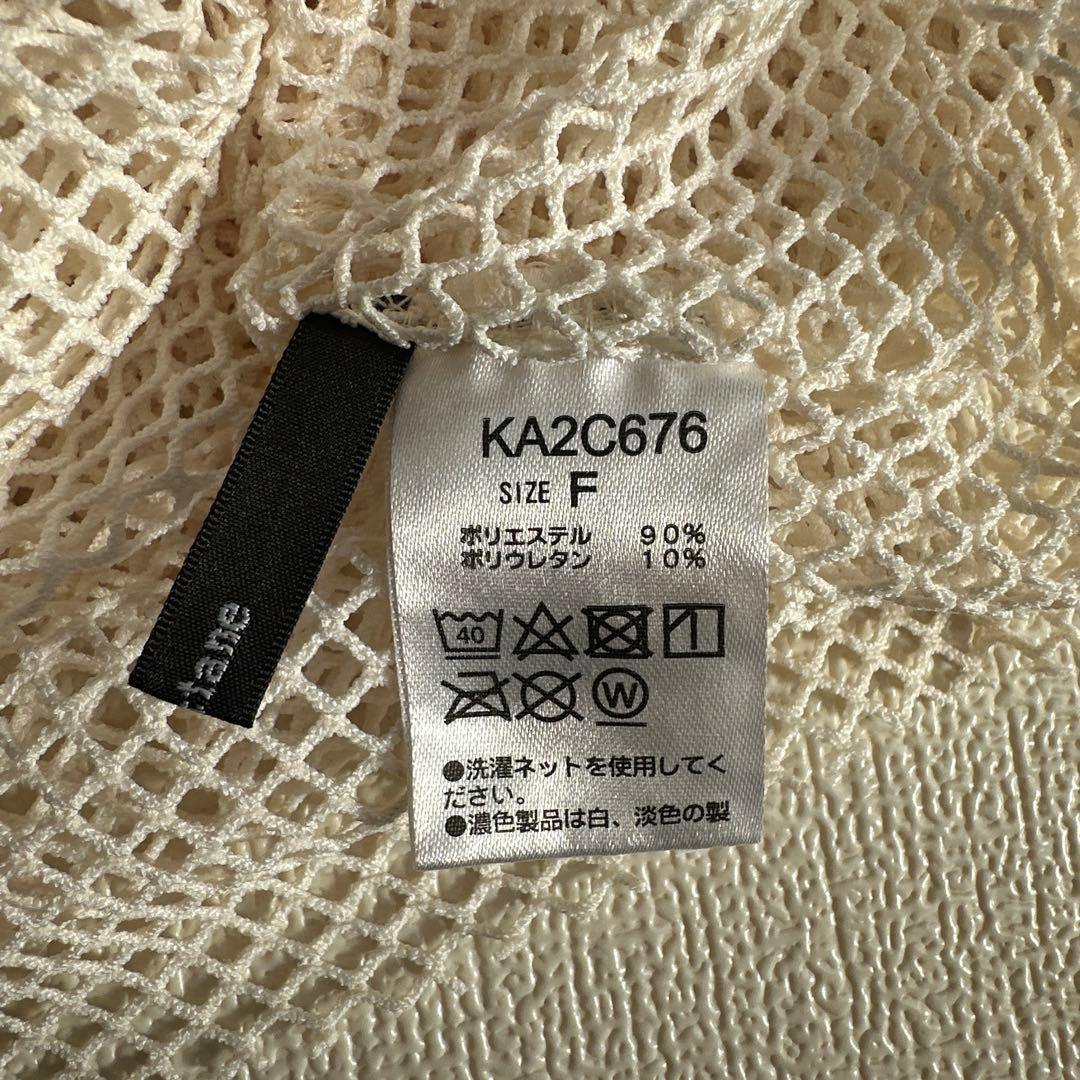 KA2C676
SIZE F
ポリエステル 90%
ポリウレタン 10%
40
W
●洗濯ネットを使用してく
ださい。
●濃色製品は白、淡色の製